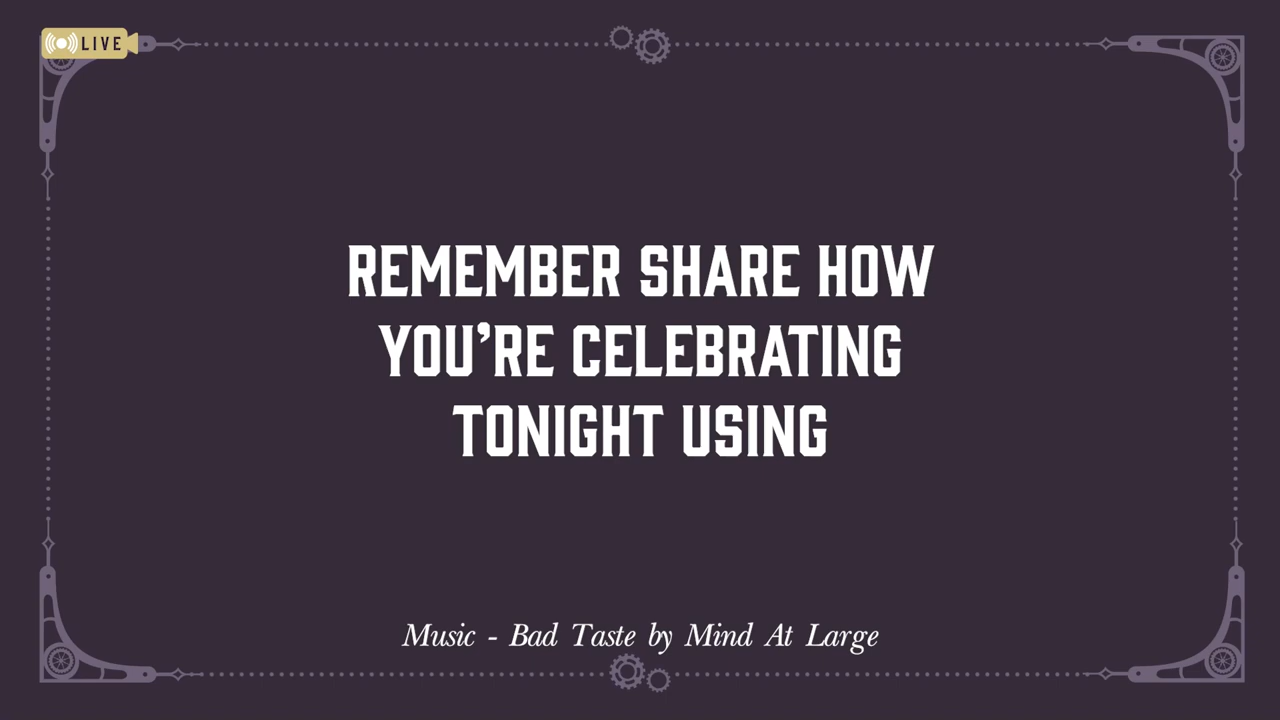 LIVE
REMEMBER SHARE HOW
YOU’RE CELEBRATING
TONIGHT USING
Music - Bad Taste by Mind At Large